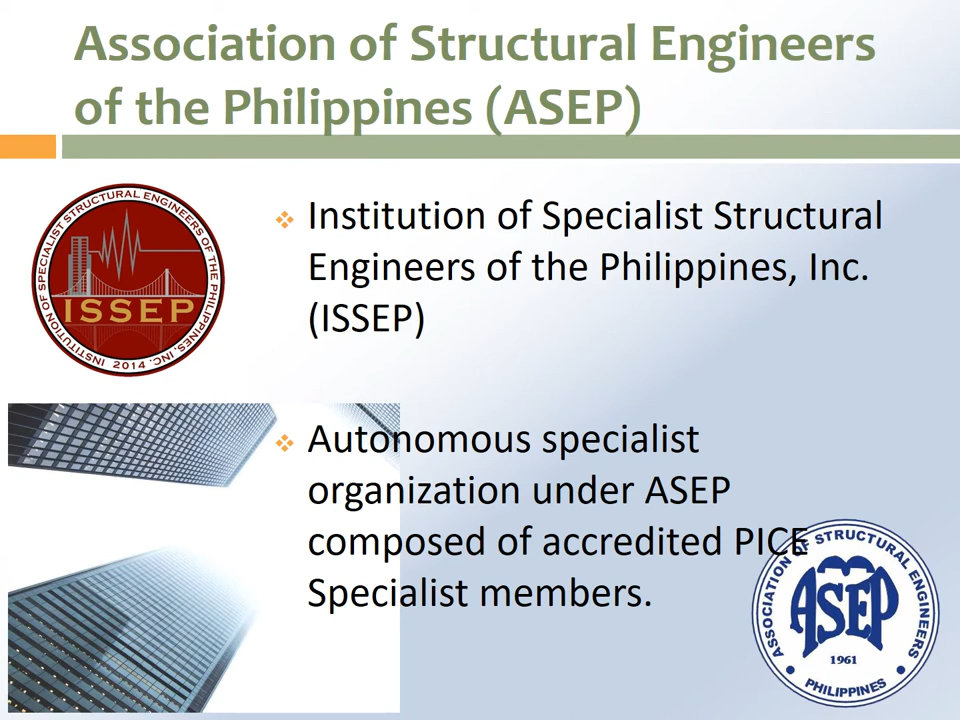 Association of Structural Engineers
of the Philippines (ASEP)
INSTITUTION OF SPECIALIST STRUCTURAL ENGINEERS OF THE PHILIPPINES, INC.
ISSEP
2014
Institution of Specialist Structural
Engineers of the Philippines, Inc.
(ISSEP)
Autonomous specialist
organization under ASEP
composed of accredited PICE
Specialist members.
ASSOCIATION OF STRUCTURAL ENGINEERS
ASEP
1961
PHILIPPINES